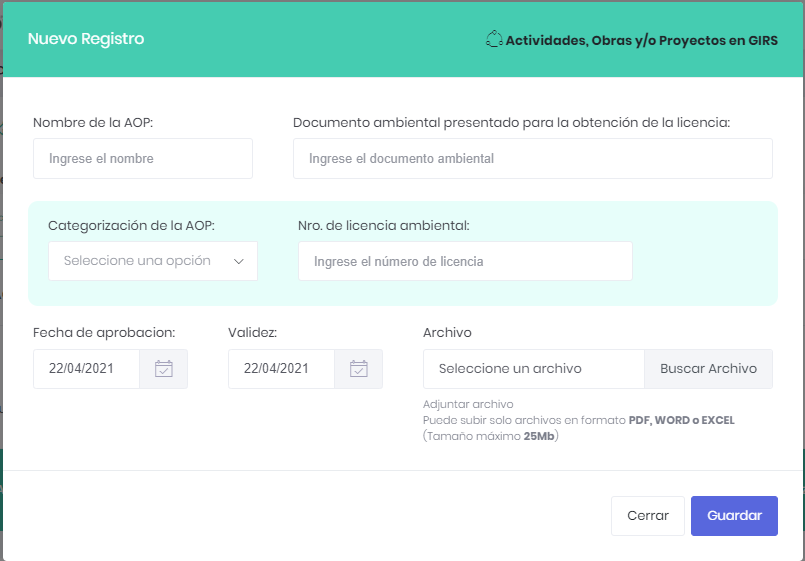 Nuevo Registro
Actividades, Obras y/o Proyectos en GIRS
Nombre de la AOP:
Documento ambiental presentado para la obtención de la licencia:
Ingrese el nombre
Ingrese el documento ambiental
Categorización de la AOP:
Nro. de licencia ambiental:
Seleccione una opción
Ingrese el número de licencia
Fecha de aprobacion:
Validez:
Archivo
22/04/2021
22/04/2021
Seleccione un archivo
Buscar Archivo
Adjuntar archivo
Puede subir solo archivos en formato PDF, WORD o EXCEL
(Tamaño máximo 25Mb)
Cerrar
Guardar